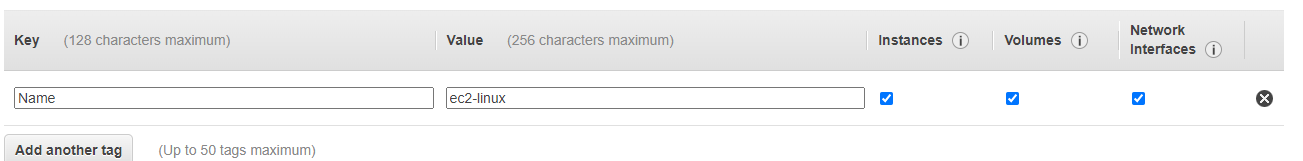 Key (128 characters maximum) Value (256 characters maximum) Instances Volumes Network
Interfaces
Name ec2-linux
Add another tag (Up to 50 tags maximum)